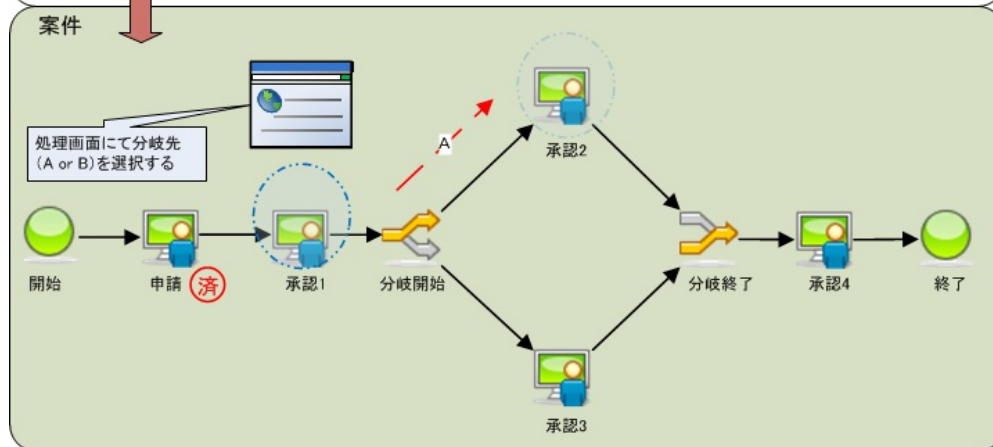 案件
処理画面にて分岐先
(A or B)を選択する
A
承認2
開始
申請
済
承認1
分岐開始
分岐終了
承認4
終了
承認3